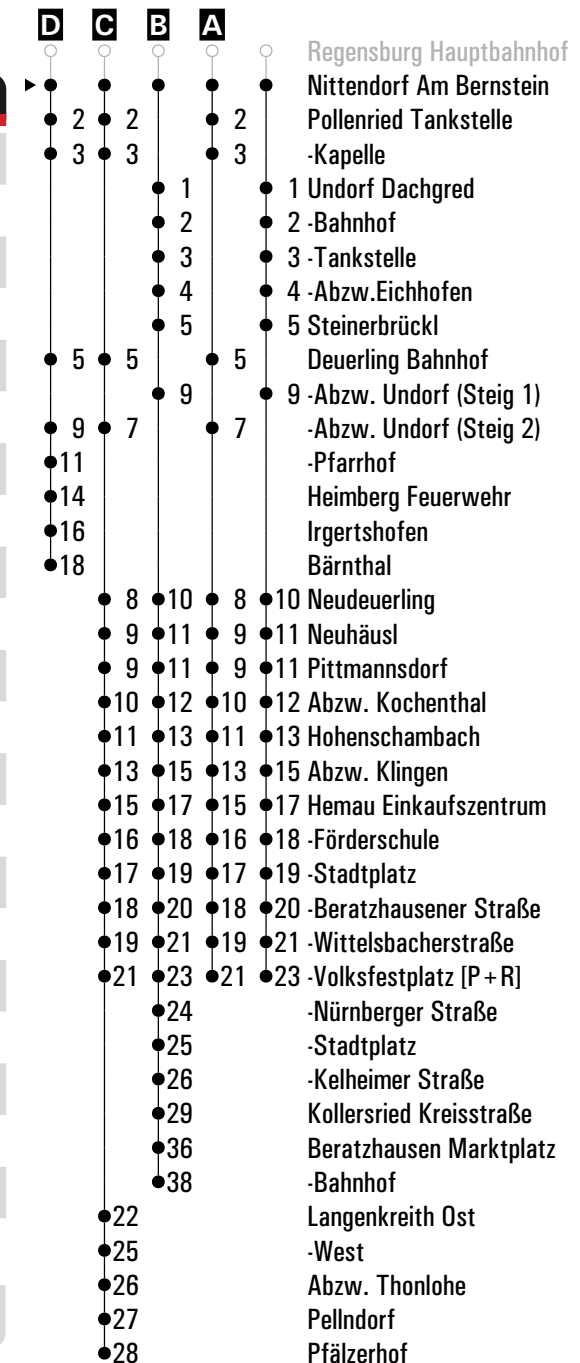 D C B A
Regensburg Hauptbahnhof
Nittendorf Am Bernstein
2 2 2 Pollenried Tankstelle
3 3 3 -Kapelle
1 1 Undorf Dachgred
2 2 -Bahnhof
3 3 -Tankstelle
4 4 -Abzw.Eichhofen
5 5 Steinerbrückl
5 5 5 Deuerling Bahnhof
9 9 -Abzw. Undorf (Steig 1)
9 7 7 -Abzw. Undorf (Steig 2)
11 -Pfarrhof
14 Heimberg Feuerwehr
16 Irgertshofen
18 Bärnthal
8 10 8 10 Neudeuerling
9 11 9 11 Neuhäusl
9 11 9 11 Pittmannsdorf
10 12 10 12 Abzw. Kochenthal
11 13 11 13 Hohenschambach
13 15 13 15 Abzw. Klingen
15 17 15 17 Hemau Einkaufszentrum
16 18 16 18 -Förderschule
17 19 17 19 -Stadtplatz
18 20 18 20 -Beratzhausener Straße
19 21 19 21 -Wittelsbacherstraße
21 23 21 23 -Volksfestplatz [P+R]
24 -Nürnberger Straße
25 -Stadtplatz
26 -Kelheimer Straße
29 Kollersried Kreisstraße
36 Beratzhausen Marktplatz
38 -Bahnhof
22 Langenkreith Ost
25 -West
26 Abzw. Thonlohe
27 Pellndorf
28 Pfälzerhof